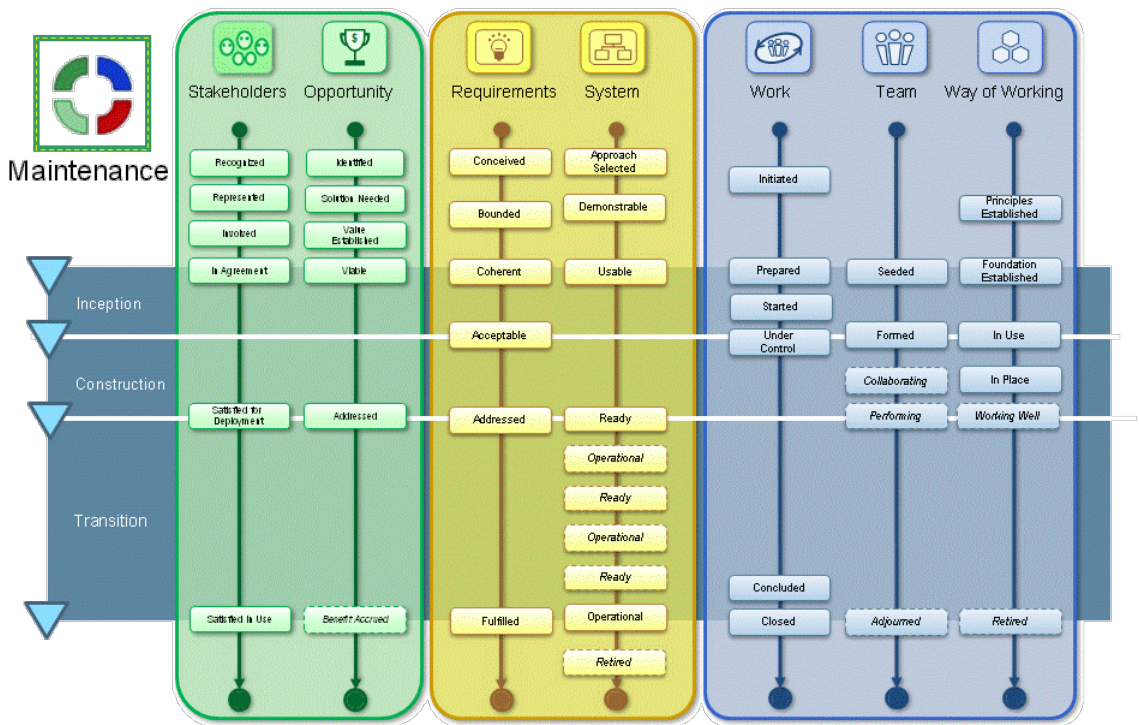 Maintenance
Stakeholders
Opportunity
Requirements
System
Work
Team
Way of Working
Recognized
Identified
Conceived
Approach
Selected
Initiated
Represented
Solution Needed
Bounded
Demonstrable
Principles
Established
Involved
Value
Established
In Agreement
Viable
Coherent
Usable
Prepared
Seeded
Foundation
Established
Inception
Started
Acceptable
Under
Control
Formed
In Use
Construction
Collaborating
In Place
Satisfied for
Deployment
Addressed
Addressed
Ready
Performing
Working Well
Operational
Ready
Transition
Operational
Ready
Concluded
Satisfied In Use
Benefit Accrued
Fulfilled
Operational
Closed
Adjourned
Retired
Retired
$